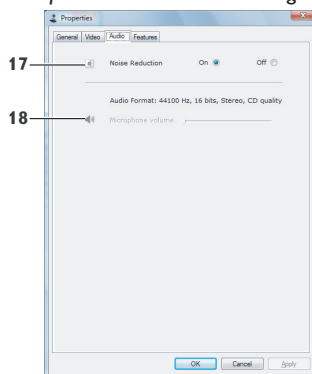 Properties
General Video Audio Features
17 Noise Reduction On Off
Audio Format: 44100 Hz, 16 bits, Stereo, CD quality
18 Microphone volume
OK Cancel Apply